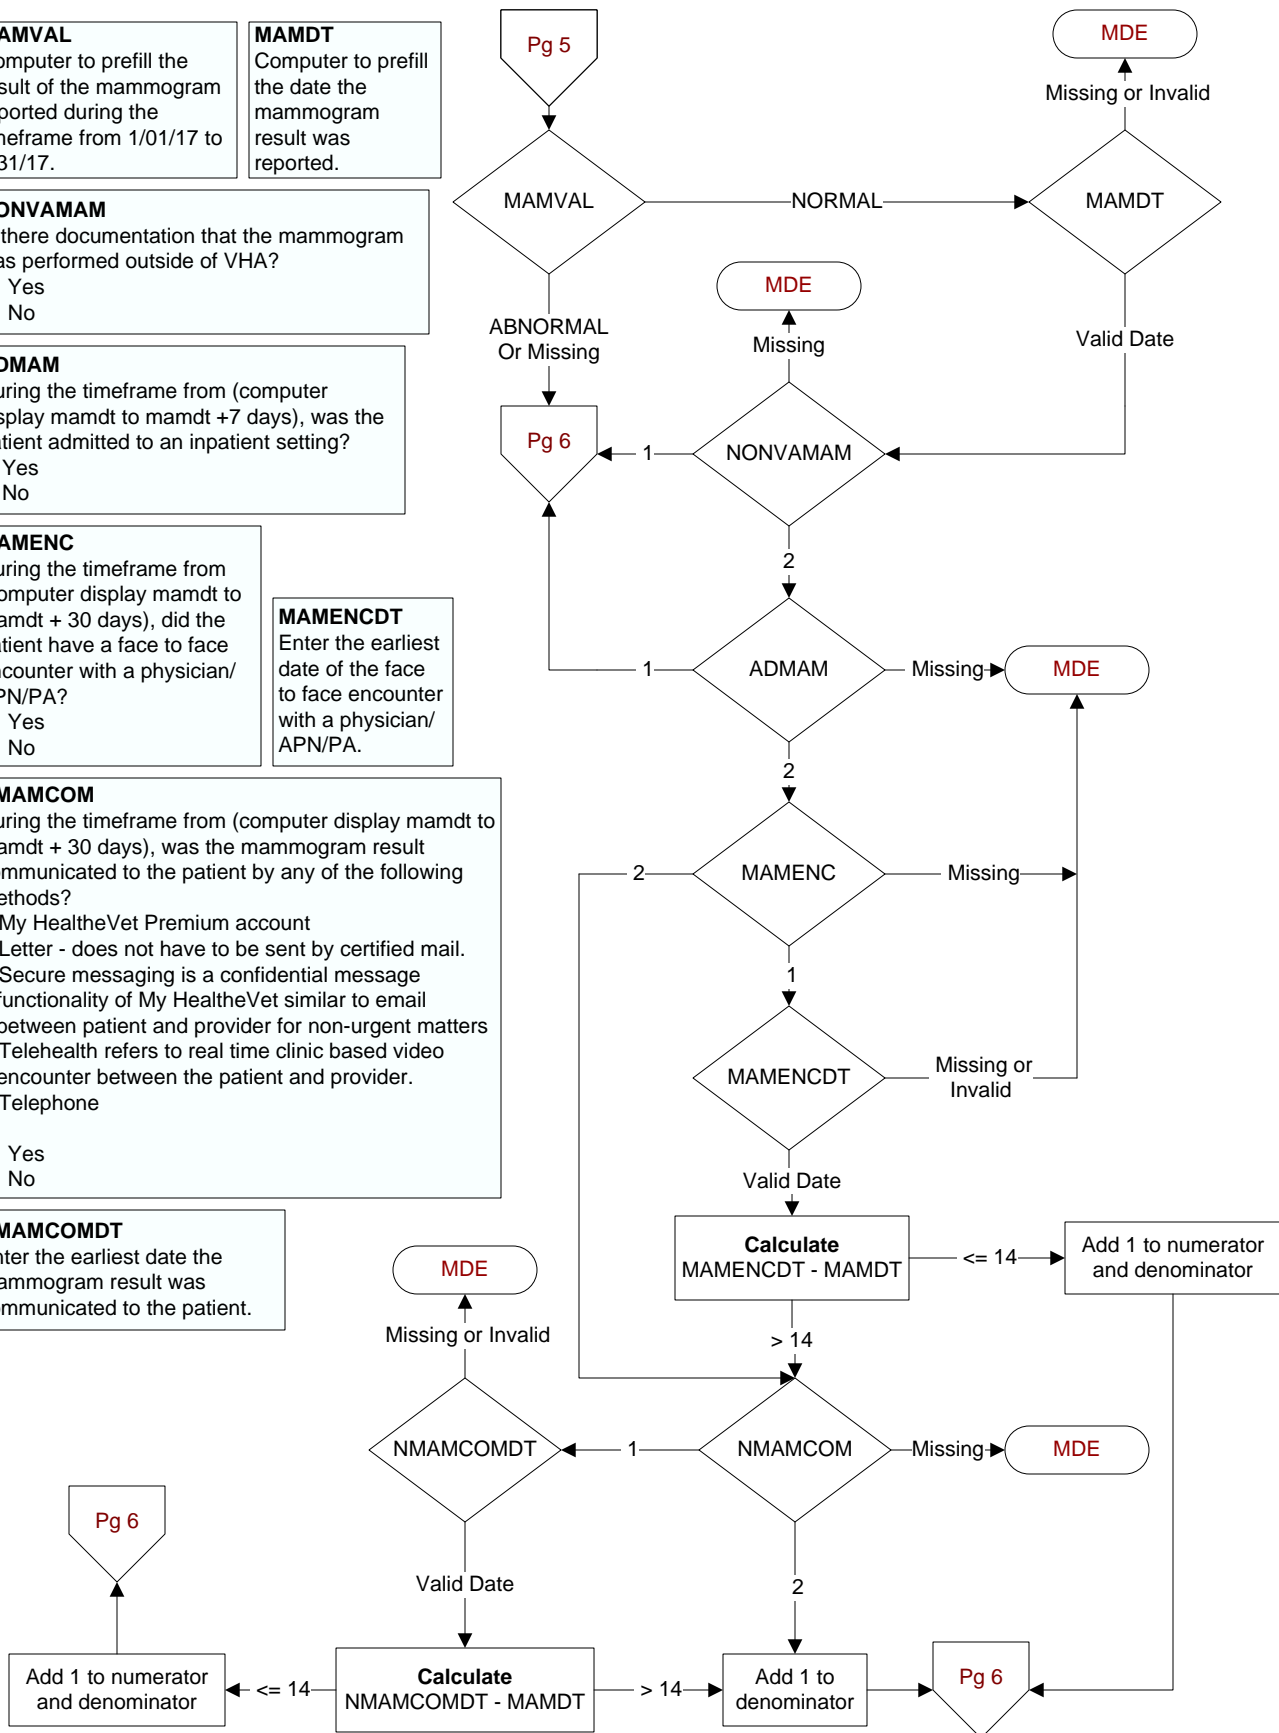 AMVAL
omputer to prefill the
sult of the mammogram
ported during the
meframe from 1/01/17 to
31/17.
MAMDT
Computer to prefill
the date the
mammogram
result was
reported.
ONVAMAM
there documentation that the mammogram
as performed outside of VHA?
Yes
No
DMAM
uring the timeframe from (computer
splay mamdt to mamdt +7 days), was the
atient admitted to an inpatient setting?
Yes
No
AMENC
uring the timeframe from
omputer display mamdt to
amdt + 30 days), did the
atient have a face to face
ncounter with a physician/
PN/PA?
Yes
No
MAMENCDT
Enter the earliest
date of the face
to face encounter
with a physician/
APN/PA.
MAMCOM
uring the timeframe from (computer display mamdt to
amdt + 30 days), was the mammogram result
ommunicated to the patient by any of the following
ethods?
My HealtheVet Premium account
Letter - does not have to be sent by certified mail.
Secure messaging is a confidential message
functionality of My HealtheVet similar to email
between patient and provider for non-urgent matters
Telehealth refers to real time clinic based video
encounter between the patient and provider.
Telephone
Yes
No
MAMCOMDT
nter the earliest date the
ammogram result was
ommunicated to the patient.
Pg 5
MDE
Missing or Invalid
MAMVAL
NORMAL
MAMDT
MDE
ABNORMAL
Or Missing
Missing
Valid Date
Pg 6
1
NONVAMAM
2
1
ADMAM
Missing
MDE
2
2
MAMENC
Missing
1
MAMENCDT
Missing or
Invalid
Valid Date
Calculate
MAMENCDT - MAMDT
<= 14
Add 1 to numerator
and denominator
MDE
Missing or Invalid
> 14
NMAMCOMDT
1
NMAMCOM
Missing
MDE
Pg 6
Valid Date
2
Add 1 to numerator
and denominator
<= 14
Calculate
NMAMCOMDT - MAMDT
> 14
Add 1 to
denominator
Pg 6